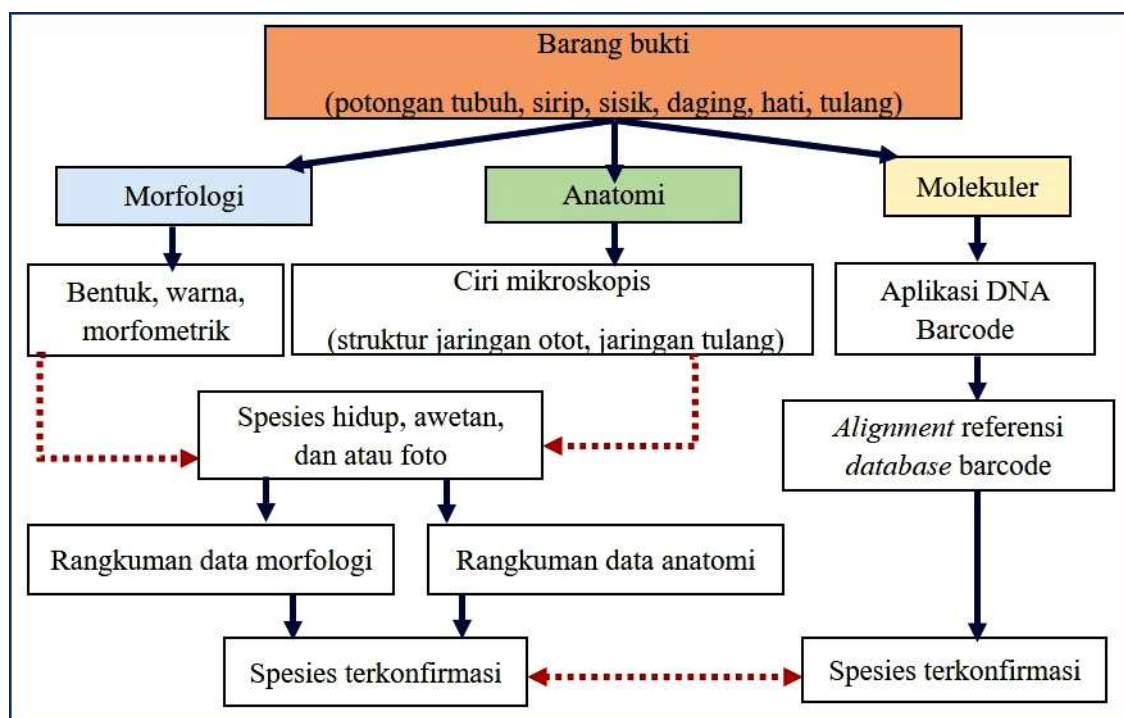 Barang bukti
(potongan tubuh, sirip, sisik, daging, hati, tulang)
Morfologi
Anatomi
Molekuler
Bentuk, warna,
morfometrik
Ciri mikroskopis
(struktur jaringan otot, jaringan tulang)
Aplikasi DNA
Barcode
Spesies hidup, awetan,
dan atau foto
Alignment referensi
database barcode
Rangkuman data morfologi
Rangkuman data anatomi
Spesies terkonfirmasi
Spesies terkonfirmasi